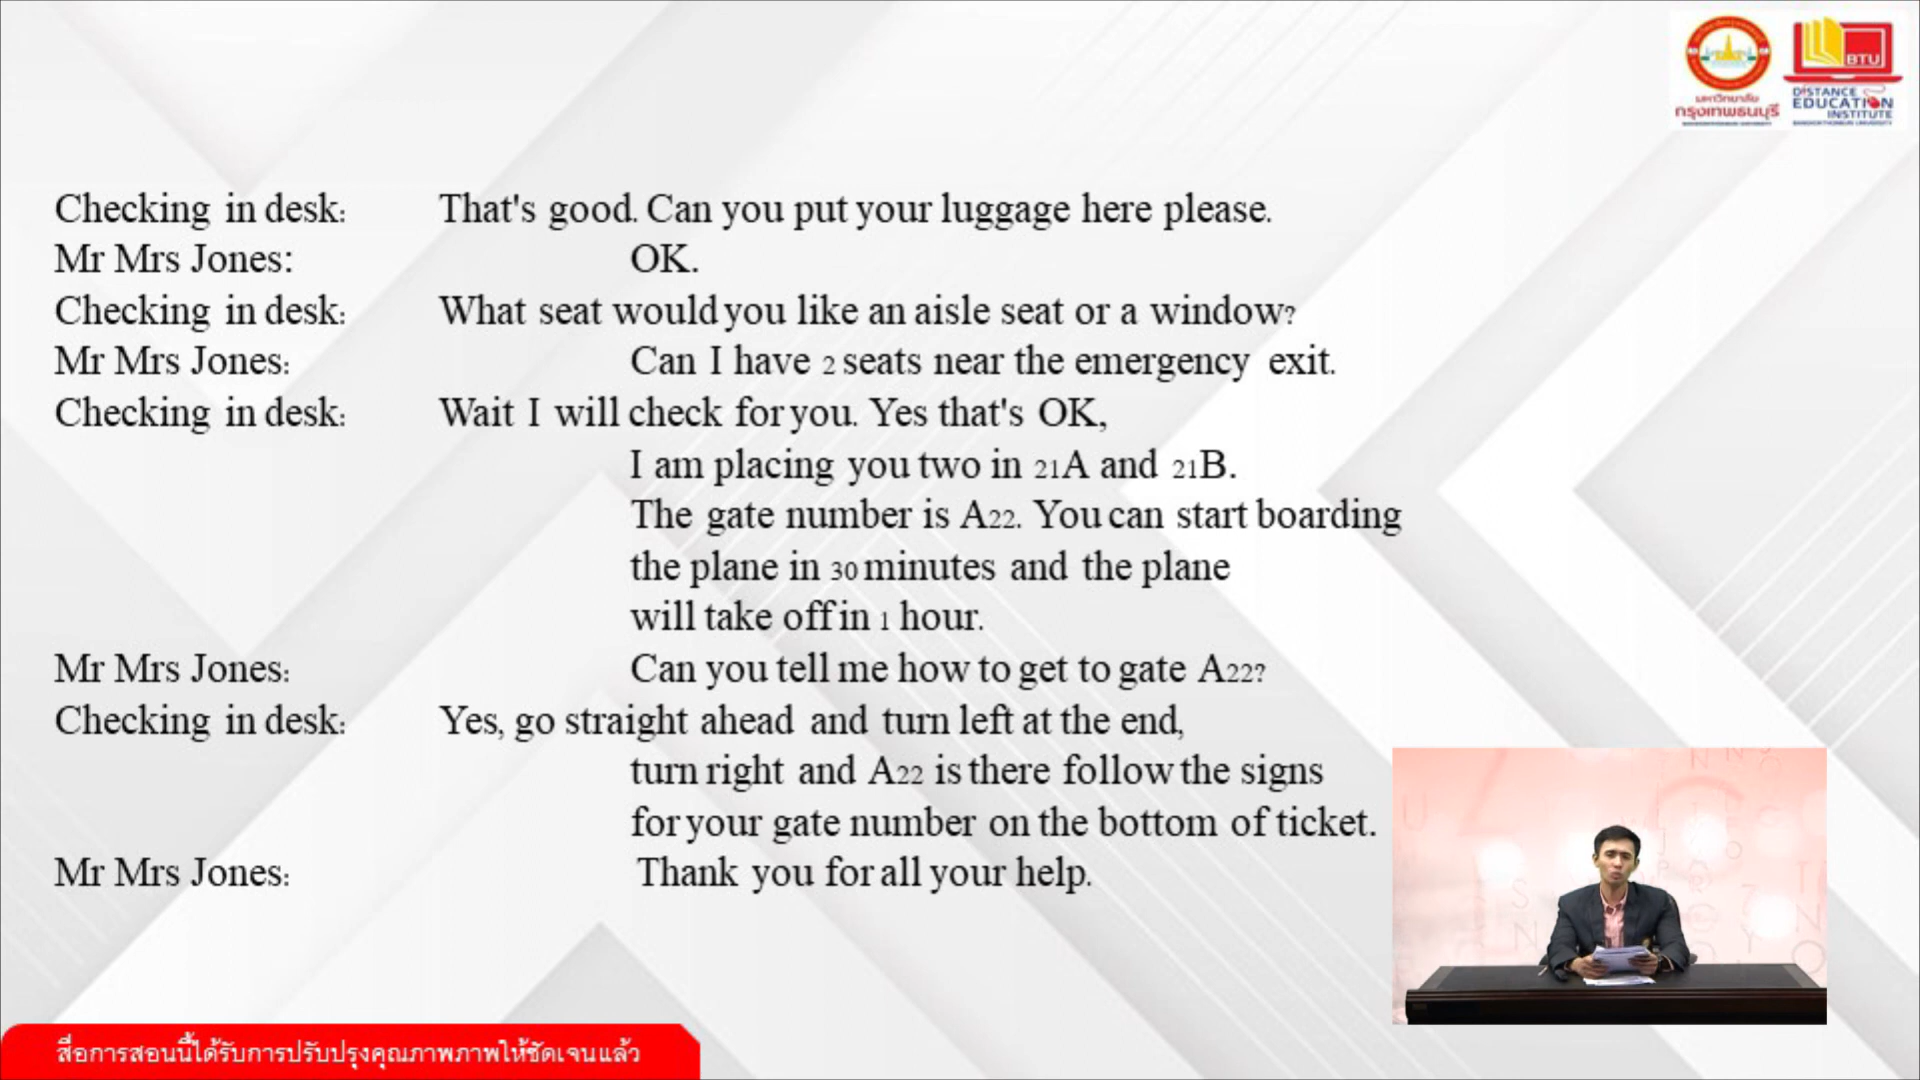 มหาวิทยาลัย
กรุงเทพธนบุรี
BTU
DISTANCE
EDUCATION
INSTITUTE
Checking in desk: That's good. Can you put your luggage here please.
Mr Mrs Jones: OK.
Checking in desk: What seat would you like an aisle seat or a window?
Mr Mrs Jones: Can I have 2 seats near the emergency exit.
Checking in desk: Wait I will check for you. Yes that's OK,
I am placing you two in 21A and 21B.
The gate number is A22. You can start boarding
the plane in 30 minutes and the plane
will take off in 1 hour.
Mr Mrs Jones: Can you tell me how to get to gate A22?
Checking in desk: Yes, go straight ahead and turn left at the end,
turn right and A22 is there follow the signs
for your gate number on the bottom of ticket.
Mr Mrs Jones: Thank you for all your help.
สื่อการสอนนี้ได้รับการปรับปรุงคุณภาพภาพให้ชัดเจนแล้ว